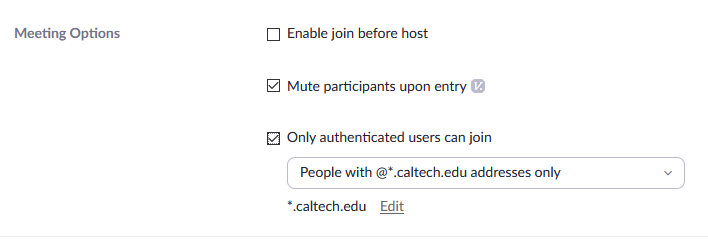 Meeting Options
Enable join before host
Mute participants upon entry
Only authenticated users can join
People with @*.caltech.edu addresses only
*.caltech.edu Edit